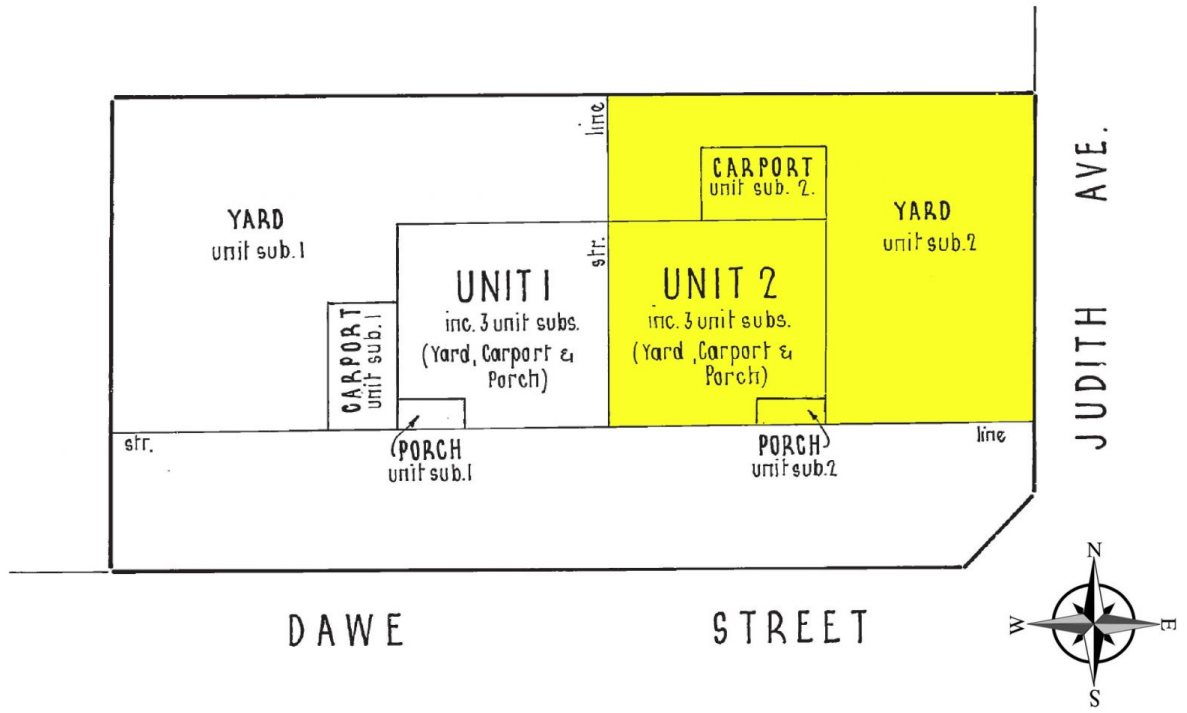 line
CARPORT
unit sub. 2.
AVE.
YARD
unit sub.1
YARD
unit sub.2
str.
UNIT 1
inc. 3 unit subs.
(Yard, Carport &
Porch)
UNIT 2
inc. 3 unit subs.
(Yard, Carport &
Porch)
CARPORT
unit sub.1
JUDITH
str.
PORCH
unit sub.1
PORCH
unit sub.2
line
DAWE STREET
N
W
E
S